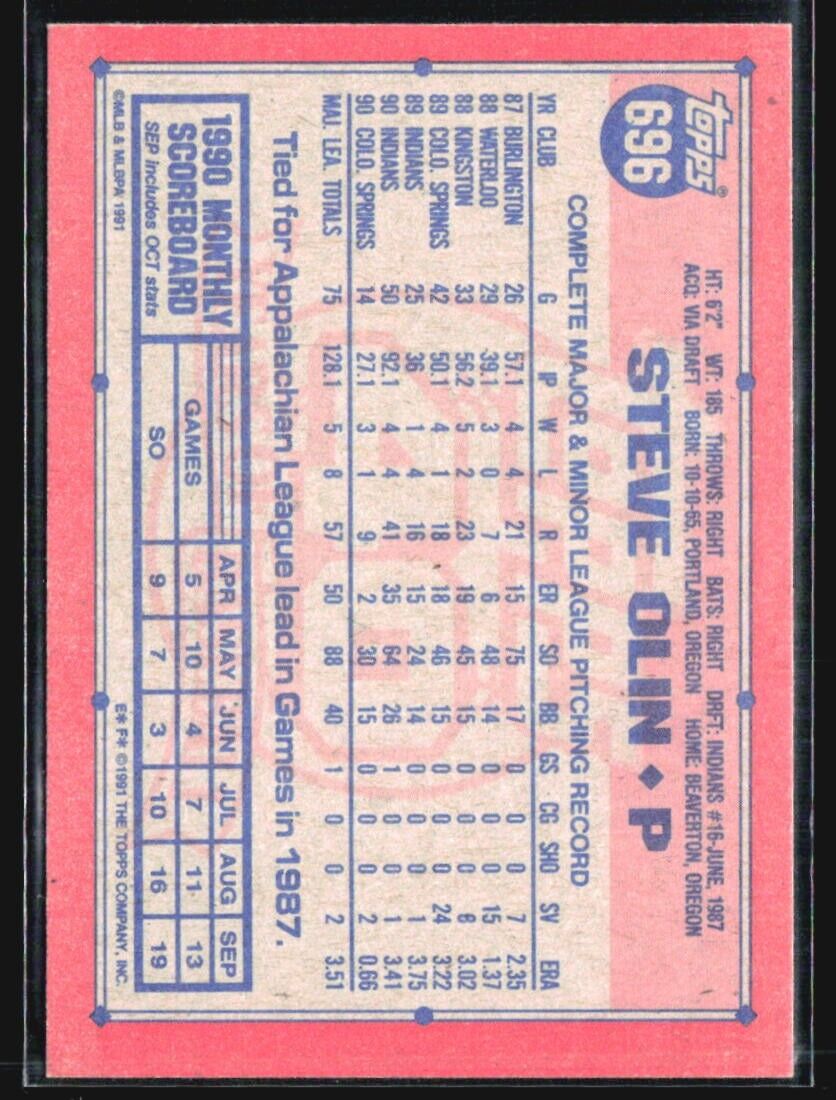 TOPPS®
696
HT: 6'2" WT: 185 THROWS: RIGHT BATS: RIGHT DRFT: INDIANS #16-JUNE, 1987
ACQ: VIA DRAFT BORN: 10-10-65, PORTLAND, OREGON HOME: BEAVERTON, OREGON
STEVE OLIN ♦ P
COMPLETE MAJOR & MINOR LEAGUE PITCHING RECORD
YR CLUB G IP W L R ER SO BB GS CG SHO SV ERA
87 BURLINGTON 26 57.1 4 4 21 15 75 17 0 0 0 7 2.35
88 WATERLOO 29 39.1 3 0 7 6 48 14 0 0 0 15 1.37
88 KINGSTON 33 56.2 5 2 23 19 45 15 0 0 0 8 3.02
89 COLO. SPRINGS 42 50.1 4 1 18 18 46 15 0 0 0 24 3.22
89 INDIANS 25 36 1 4 16 15 24 14 0 0 0 1 3.75
90 INDIANS 50 92.1 4 4 41 35 64 26 1 0 0 1 3.41
90 COLO. SPRINGS 14 27.1 3 1 9 2 30 15 0 0 0 2 0.66
MAJ. LEA. TOTALS 75 128.1 5 8 57 50 88 40 1 0 0 2 3.51
Tied for Appalachian League lead in Games in 1987.
1990 MONTHLY SCOREBOARD
SEP includes OCT stats
APR MAY JUN JUL AUG SEP
GAMES 5 10 4 7 11 13
SO 9 7 3 10 16 19
©MLB & MLBPA 1991
E* F* ©1991 THE TOPPS COMPANY, INC.